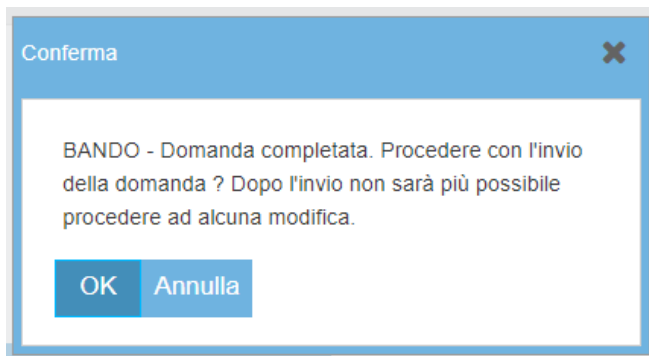 Conferma
BANDO - Domanda completata. Procedere con l'invio
della domanda ? Dopo l'invio non sarà più possibile
procedere ad alcuna modifica.
OK Annulla